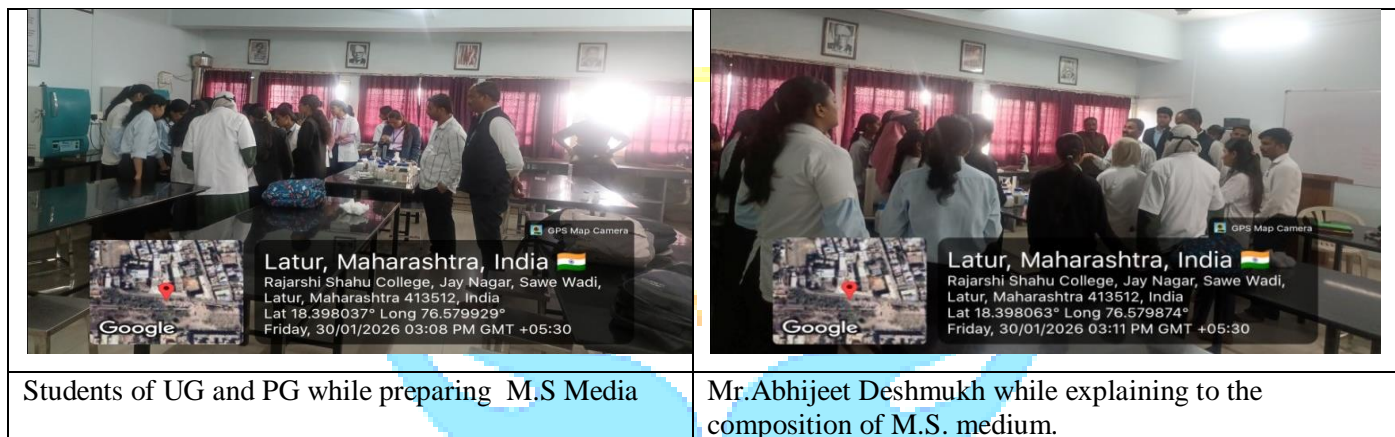 GPS Map Camera
Latur, Maharashtra, India
Rajarshi Shahu College, Jay Nagar, Sawe Wadi,
Latur, Maharashtra 413512, India
Lat 18.398037° Long 76.579929°
Friday, 30/01/2026 03:08 PM GMT +05:30
Google
GPS Map Camera
Latur, Maharashtra, India
Rajarshi Shahu College, Jay Nagar, Sawe Wadi,
Latur, Maharashtra 413512, India
Lat 18.398063° Long 76.579874°
Friday, 30/01/2026 03:11 PM GMT +05:30
Google
Students of UG and PG while preparing M.S Media
Mr.Abhijeet Deshmukh while explaining to the
composition of M.S. medium.